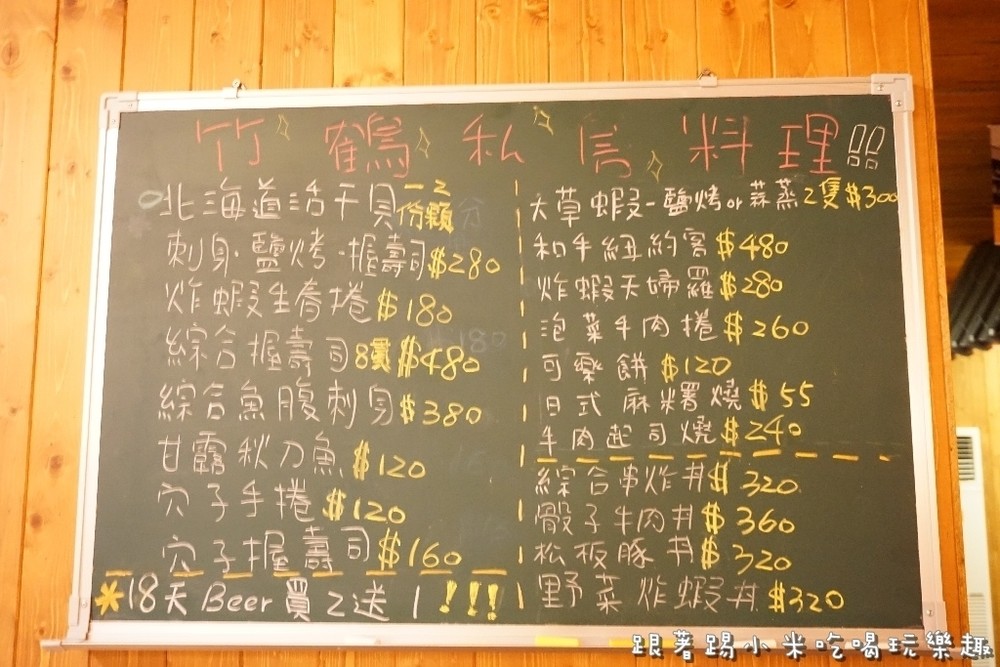 竹鶴私房料理
北海道活干貝一份2顆
刺身.鹽烤.握壽司$280
炸蝦生春捲$180
綜合握壽司8貫$480
綜合魚腹刺身$380
甘露秋刀魚$120
穴子手捲$120
穴子握壽司$160
*18天Beer買2送1!!!
大草蝦-鹽烤or蒜蒸2隻$300
和牛紐約客$480
炸蝦天婦羅$280
泡菜牛肉捲$260
可樂餅$120
日式麻糬燒$55
牛肉起司燒$240
綜合串炸丼$320
骰子牛肉丼$360
松板豚丼$320
野菜炸蝦丼$320
跟著踢小米吃喝玩樂趣